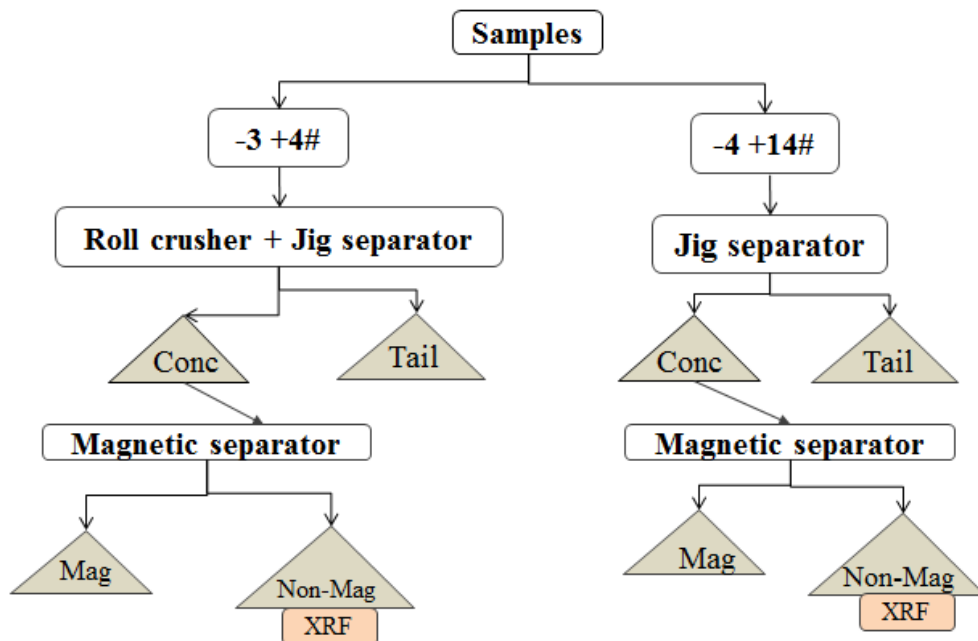 Samples
-3 +4#
-4 +14#
Roll crusher + Jig separator
Jig separator
Conc
Tail
Conc
Tail
Magnetic separator
Magnetic separator
Mag
Non-Mag
XRF
Mag
Non-Mag
XRF